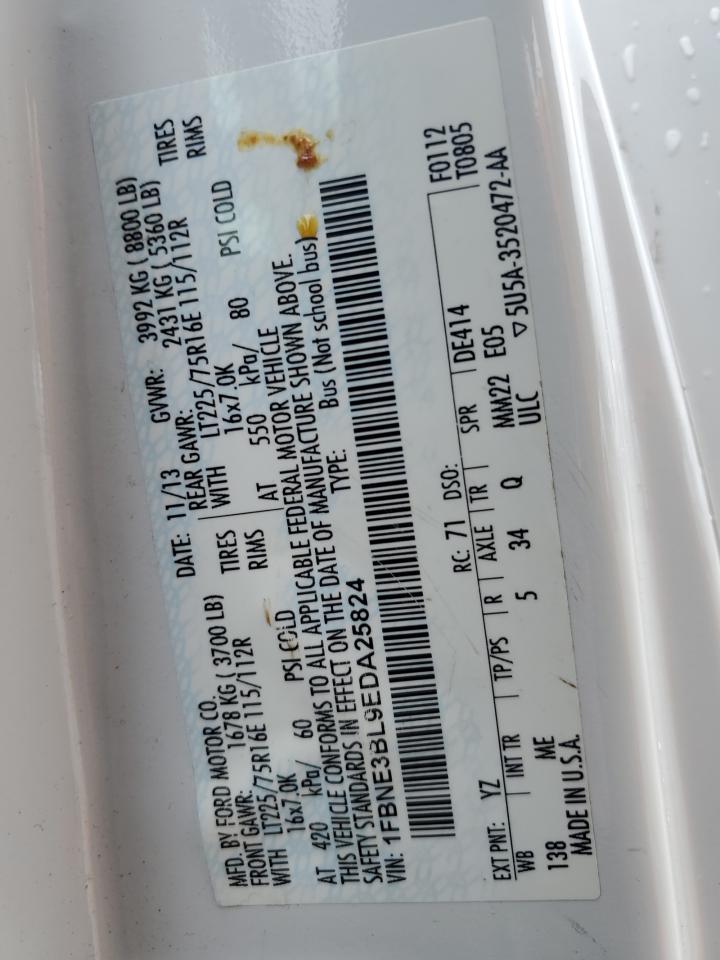 MFD. BY FORD MOTOR CO. DATE: 11/13 GVWR: 3992 KG ( 8800 LB)
FRONT GAWR: 1678 KG ( 3700 LB) REAR GAWR: 2431 KG ( 5360 LB)
WITH LT225/75R16E 115/112R TIRES WITH LT225/75R16E 115/112R TIRES
16x7.0K RIMS 16x7.0K RIMS
AT 420 kPa/ 60 PSI COLD AT 550 kPa/ 80 PSI COLD
THIS VEHICLE CONFORMS TO ALL APPLICABLE FEDERAL MOTOR VEHICLE
SAFETY STANDARDS IN EFFECT ON THE DATE OF MANUFACTURE SHOWN ABOVE.
VIN: 1FBNE3BL9EDA25824 TYPE: Bus (Not school bus)
F0112
T0805
EXT PNT: YZ RC: 71 DSO:
WB INT TR TP/PS R AXLE TR SPR DE414
138 ME 5 34 Q MM22 E05
MADE IN U.S.A. ULC ▽5U5A-3520472-AA